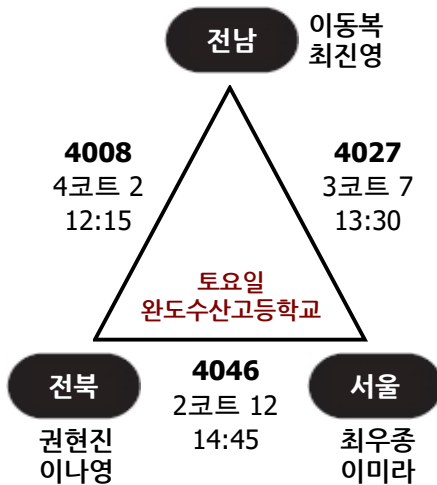 전남
이동복
최진영
4008
4코트 2
12:15
4027
3코트 7
13:30
토요일
완도수산고등학교
전북
권현진
이나영
4046
2코트 12
14:45
서울
최우종
이미라